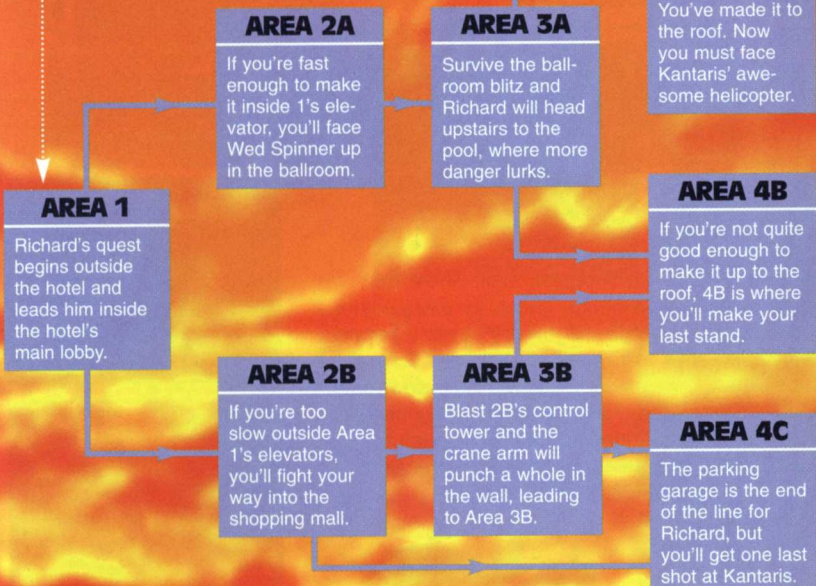 AREA 2A
If you're fast
enough to make
it inside 1's ele-
vator, you'll face
Wed Spinner up
in the ballroom.
AREA 3A
Survive the ball-
room blitz and
Richard will head
upstairs to the
pool, where more
danger lurks.
You've made it to
the roof. Now
you must face
Kantaris' awe-
some helicopter.
AREA 1
Richard's quest
begins outside
the hotel and
leads him inside
the hotel's
main lobby.
AREA 4B
If you're not quite
good enough to
make it up to the
roof, 4B is where
you'll make your
last stand.
AREA 2B
If you're too
slow outside Area
1's elevators,
you'll fight your
way into the
shopping mall.
AREA 3B
Blast 2B's control
tower and the
crane arm will
punch a whole in
the wall, leading
to Area 3B.
AREA 4C
The parking
garage is the end
of the line for
Richard, but
you'll get one last
shot at Kantaris.